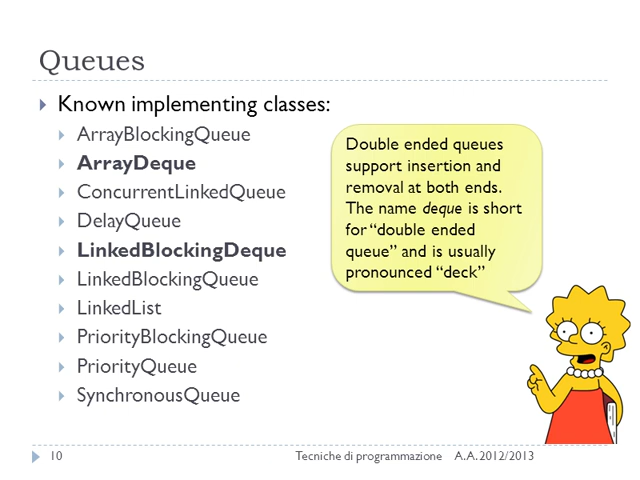 Queues
Known implementing classes:
ArrayBlockingQueue
ArrayDeque
ConcurrentLinkedQueue
DelayQueue
LinkedBlockingDeque
LinkedBlockingQueue
LinkedList
PriorityBlockingQueue
PriorityQueue
SynchronousQueue
Double ended queues
support insertion and
removal at both ends.
The name deque is short
for “double ended
queue” and is usually
pronounced “deck”
10
Tecniche di programmazione A.A. 2012/2013